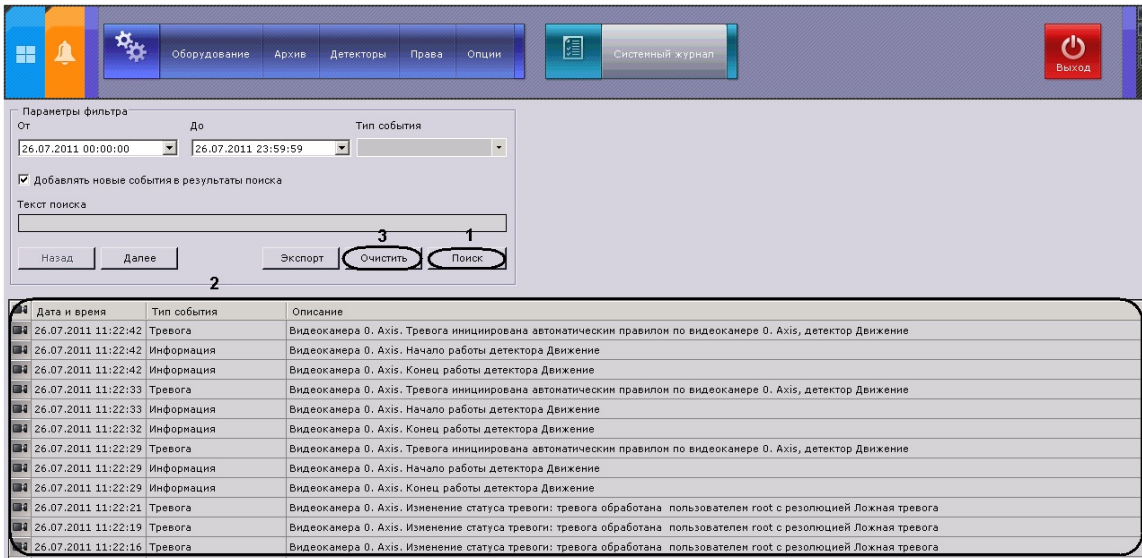 Оборудование Архив Детекторы Права Опции Системный журнал Выход
Параметры фильтра
От До Тип события
26.07.2011 00:00:00 26.07.2011 23:59:59
Добавлять новые события в результаты поиска
Текст поиска
3 1
Назад Далее Экспорт Очистить Поиск
2
Дата и время Тип события Описание
26.07.2011 11:22:42 Тревога Видеокамера 0. Axis. Тревога инициирована автоматическим правилом по видеокамере 0. Axis, детектор Движение
26.07.2011 11:22:42 Информация Видеокамера 0. Axis. Начало работы детектора Движение
26.07.2011 11:22:42 Информация Видеокамера 0. Axis. Конец работы детектора Движение
26.07.2011 11:22:33 Тревога Видеокамера 0. Axis. Тревога инициирована автоматическим правилом по видеокамере 0. Axis, детектор Движение
26.07.2011 11:22:33 Информация Видеокамера 0. Axis. Начало работы детектора Движение
26.07.2011 11:22:32 Информация Видеокамера 0. Axis. Конец работы детектора Движение
26.07.2011 11:22:29 Тревога Видеокамера 0. Axis. Тревога инициирована автоматическим правилом по видеокамере 0. Axis, детектор Движение
26.07.2011 11:22:29 Информация Видеокамера 0. Axis. Начало работы детектора Движение
26.07.2011 11:22:29 Информация Видеокамера 0. Axis. Конец работы детектора Движение
26.07.2011 11:22:21 Тревога Видеокамера 0. Axis. Изменение статуса тревоги: тревога обработана пользователем root с резолюцией Ложная тревога
26.07.2011 11:22:19 Тревога Видеокамера 0. Axis. Изменение статуса тревоги: тревога обработана пользователем root с резолюцией Ложная тревога
26.07.2011 11:22:16 Тревога Видеокамера 0. Axis. Изменение статуса тревоги: тревога обработана пользователем root с резолюцией Ложная тревога